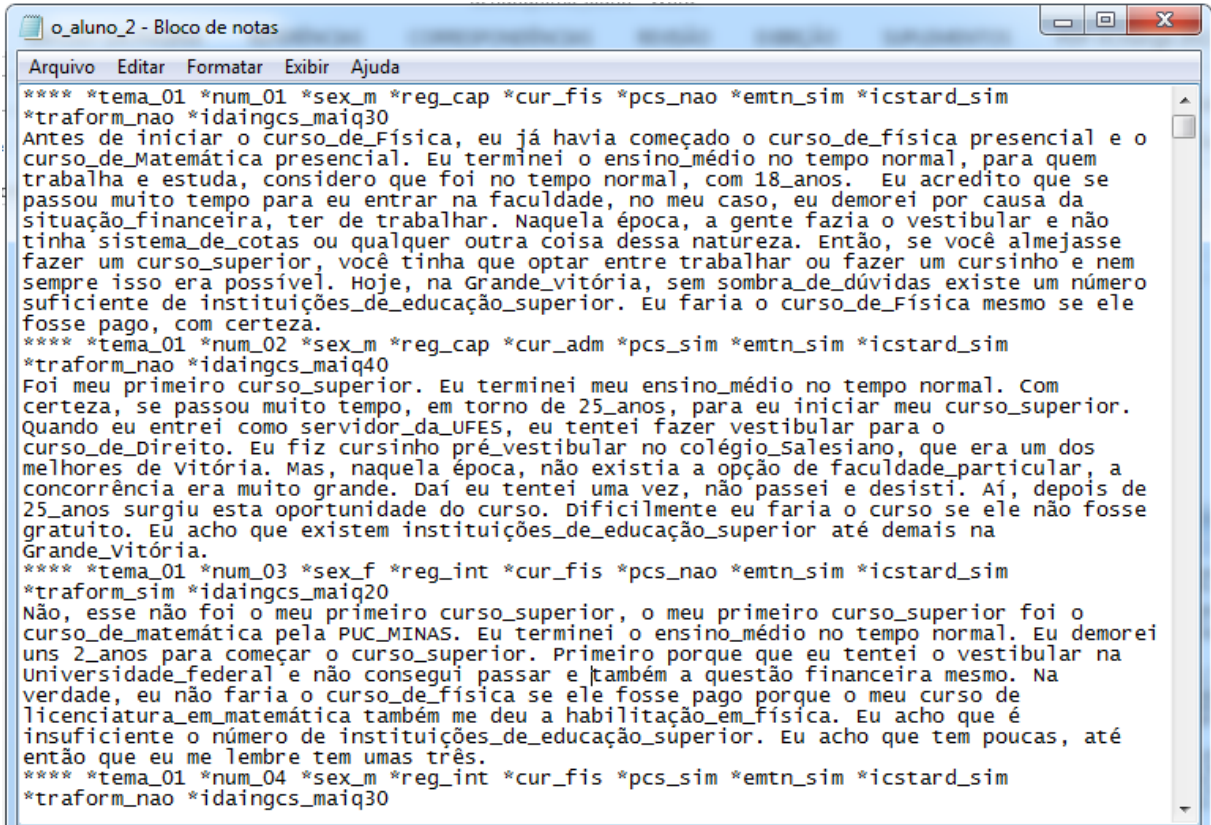 o_aluno_2 - Bloco de notas
Arquivo Editar Formatar Exibir Ajuda
**** *tema_01 *num_01 *sex_m *reg_cap *cur_fis *pcs_nao *emtn_sim *icstard_sim
*traform_nao *idaingcs_maiq30
Antes de iniciar o curso_de_Física, eu já havia começado o curso_de_física presencial e o
curso_de_Matemática presencial. Eu terminei o ensino_médio no tempo normal, para quem
trabalha e estuda, considero que foi no tempo normal, com 18_anos.  Eu acredito que se
passou muito tempo para eu entrar na faculdade, no meu caso, eu demorei por causa da
situação_financeira, ter de trabalhar. Naquela época, a gente fazia o vestibular e não
tinha sistema_de_cotas ou qualquer outra coisa dessa natureza. Então, se você almejasse
fazer um curso_superior, você tinha que optar entre trabalhar ou fazer um cursinho e nem
sempre isso era possível. Hoje, na Grande_vitória, sem sombra_de_dúvidas existe um número
suficiente de instituições_de_educação_superior. Eu faria o curso_de_Física mesmo se ele
fosse pago, com certeza.
**** *tema_01 *num_02 *sex_m *reg_cap *cur_adm *pcs_sim *emtn_sim *icstard_sim
*traform_nao *idaingcs_maiq40
Foi meu primeiro curso_superior. Eu terminei meu ensino_médio no tempo normal. Com
certeza, se passou muito tempo, em torno de 25_anos, para eu iniciar meu curso_superior.
Quando eu entrei como servidor_da_UFES, eu tentei fazer vestibular para o
curso_de_Direito. Eu fiz cursinho pré_vestibular no colégio_Salesiano, que era um dos
melhores de Vitória. Mas, naquela época, não existia a opção de faculdade_particular, a
concorrência era muito grande. Daí eu tentei uma vez, não passei e desisti. Aí, depois de
25_anos surgiu esta oportunidade do curso. Dificilmente eu faria o curso se ele não fosse
gratuito. Eu acho que existem instituições_de_educação_superior até demais na
Grande_Vitória.
**** *tema_01 *num_03 *sex_f *reg_int *cur_fis *pcs_nao *emtn_sim *icstard_sim
*traform_sim *idaingcs_maiq20
Não, esse não foi o meu primeiro curso_superior, o meu primeiro curso_superior foi o
curso_de_matemática pela PUC_MINAS. Eu terminei o ensino_médio no tempo normal. Eu demorei
uns 2_anos para começar o curso_superior. Primeiro porque que eu tentei o vestibular na
Universidade_federal e não consegui passar e também a questão financeira mesmo. Na
verdade, eu não faria o curso_de_física se ele fosse pago porque o meu curso de
licenciatura_em_matemática também me deu a habilitação_em_física. Eu acho que é
insuficiente o número de instituições_de_educação_superior. Eu acho que tem poucas, até
então que eu me lembre tem umas três.
**** *tema_01 *num_04 *sex_m *reg_int *cur_fis *pcs_sim *emtn_sim *icstard_sim
*traform_nao *idaingcs_maiq30